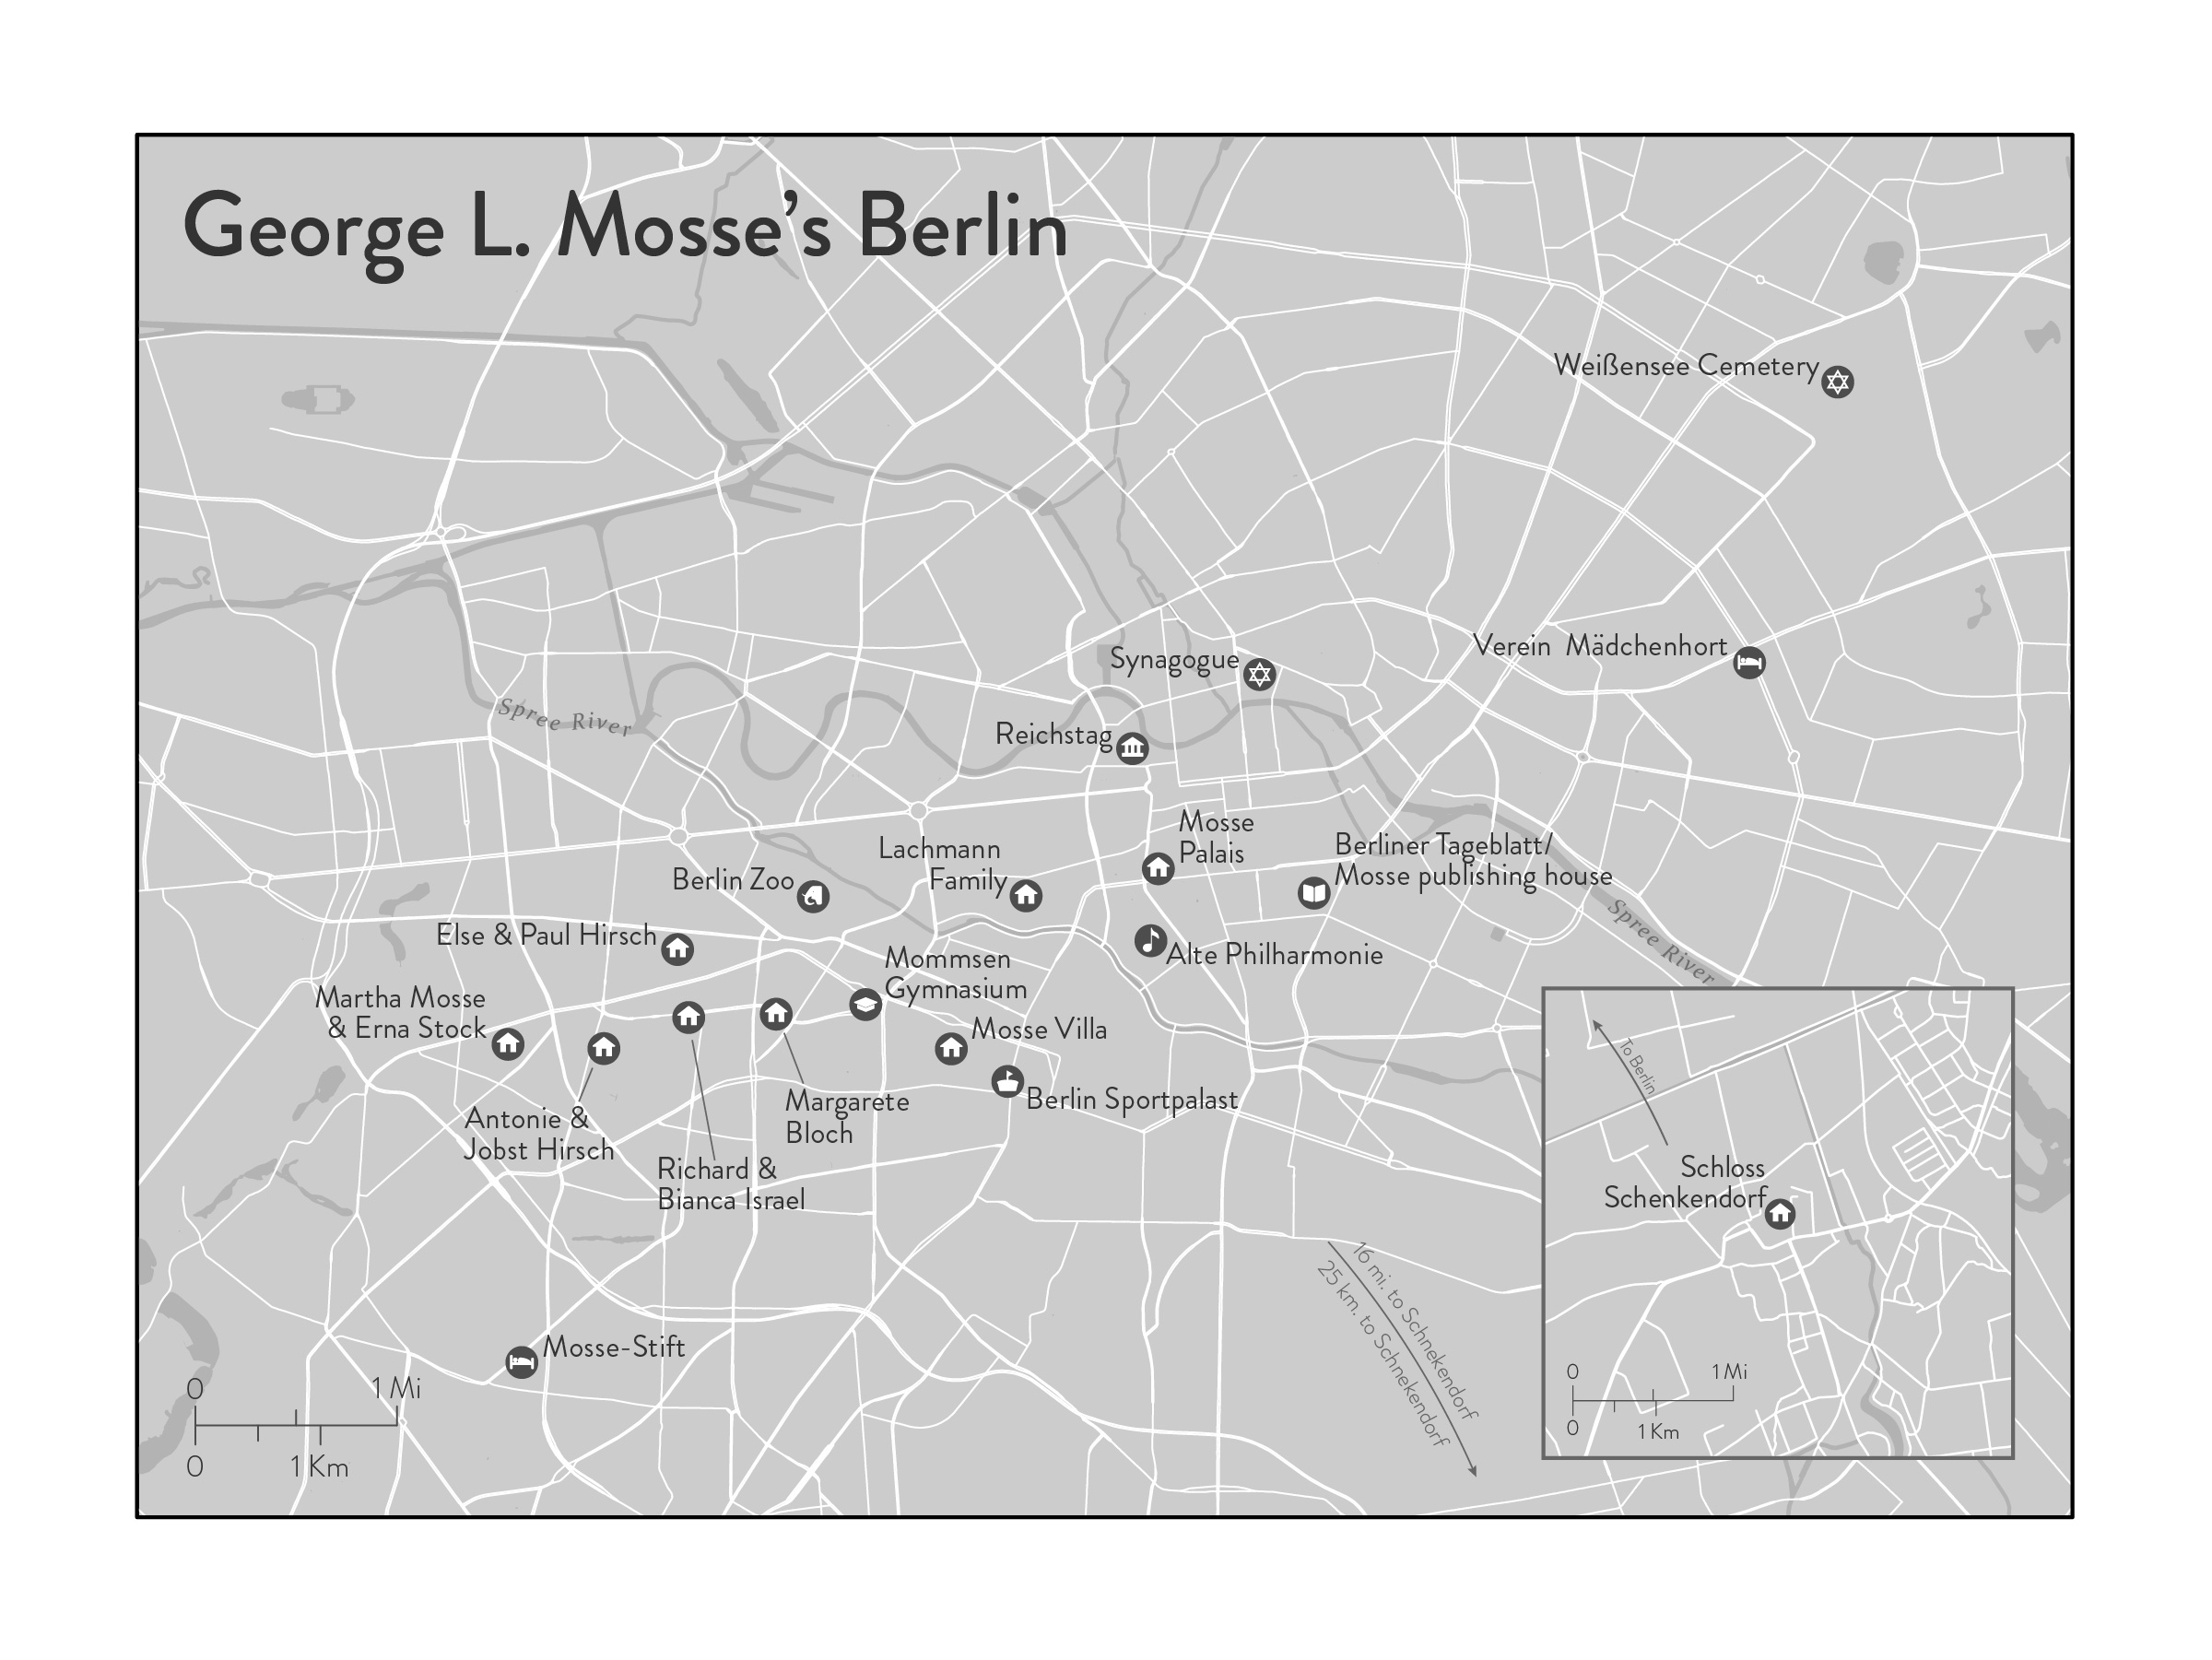 George L. Mosse's Berlin
Weißensee Cemetery
Verein Mädchenhort
Synagogue
Spree River
Reichstag
Mosse
Palais
Lachmann
Family
Berliner Tageblatt/
Mosse publishing house
Berlin Zoo
Spree River
Else & Paul Hirsch
Alte Philharmonie
Mommsen
Gymnasium
Martha Mosse
& Erna Stock
Mosse Villa
Berlin Sportpalast
Margarete
Bloch
Antonie &
Jobst Hirsch
Richard &
Bianca Israel
To Berlin
Schloss
Schenkendorf
16 mi. to Schnekendorf
25 km. to Schnekendorf
Mosse-Stift
0 1 Mi
0 1 Km
0 1 Mi
0 1 Km